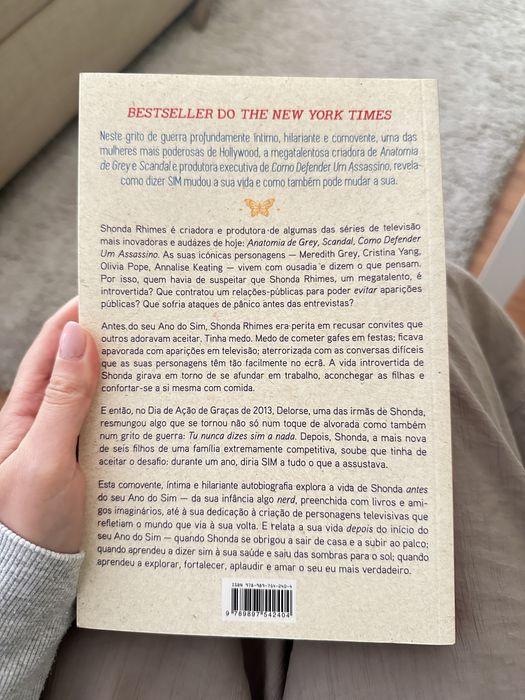 BESTSELLER DO THE NEW YORK TIMES
Neste grito de guerra profundamente íntimo, hilariante e comovente, uma das
mulheres mais poderosas de Hollywood, a megatalentosa criadora de Anatomia
de Grey e Scandal e produtora executiva de Como Defender Um Assassino, revela-
como dizer SIM mudou a sua vida e como também pode mudar a sua.
Shonda Rhimes é criadora e produtora de algumas das séries de televisão
mais inovadoras e audazes de hoje: Anatomia de Grey, Scandal, Como Defender
Um Assassino. As suas icónicas personagens — Meredith Grey, Cristina Yang,
Olivia Pope, Annalise Keating — vivem com ousadia e dizem o que pensam.
Por isso, quem havia de suspeitar que Shonda Rhimes, um megatalento, é
introvertida? Que contratou um relações-públicas para poder evitar aparições
públicas? Que sofria ataques de pânico antes das entrevistas?
Antes do seu Ano do Sim, Shonda Rhimes era perita em recusar convites que
outros adoravam aceitar. Tinha medo. Medo de cometer gafes em festas; ficava
apavorada com aparições em televisão; aterrorizada com as conversas difíceis
que as suas personagens têm tão facilmente no ecrã. A vida introvertida de
Shonda girava em torno de se afundar em trabalho, aconchegar as filhas e
confortar-se a si mesma com comida.
E então, no Dia de Ação de Graças de 2013, Delorse, uma das irmãs de Shonda,
resmungou algo que se tornou não só num toque de alvorada como também
num grito de guerra: Tu nunca dizes sim a nada. Depois, Shonda, a mais nova
de seis filhos de uma família extremamente competitiva, soube que tinha de
aceitar o desafio: durante um ano, diria SIM a tudo o que a assustava.
Esta comovente, íntima e hilariante autobiografia explora a vida de Shonda antes
do seu Ano do Sim — da sua infância algo nerd, preenchida com livros e ami-
gos imaginários, até à sua dedicação à criação de personagens televisivas que
refletiam o mundo que via à sua volta. E relata a sua vida depois do início do
seu Ano do Sim — quando Shonda se obrigou a sair de casa e a subir ao palco;
quando aprendeu a dizer sim à sua saúde e saiu das sombras para o sol; quando
aprendeu a explorar, fortalecer, aplaudir e amar o seu eu mais verdadeiro.
ISBN 978-989-754-240-4
9 789897 542404